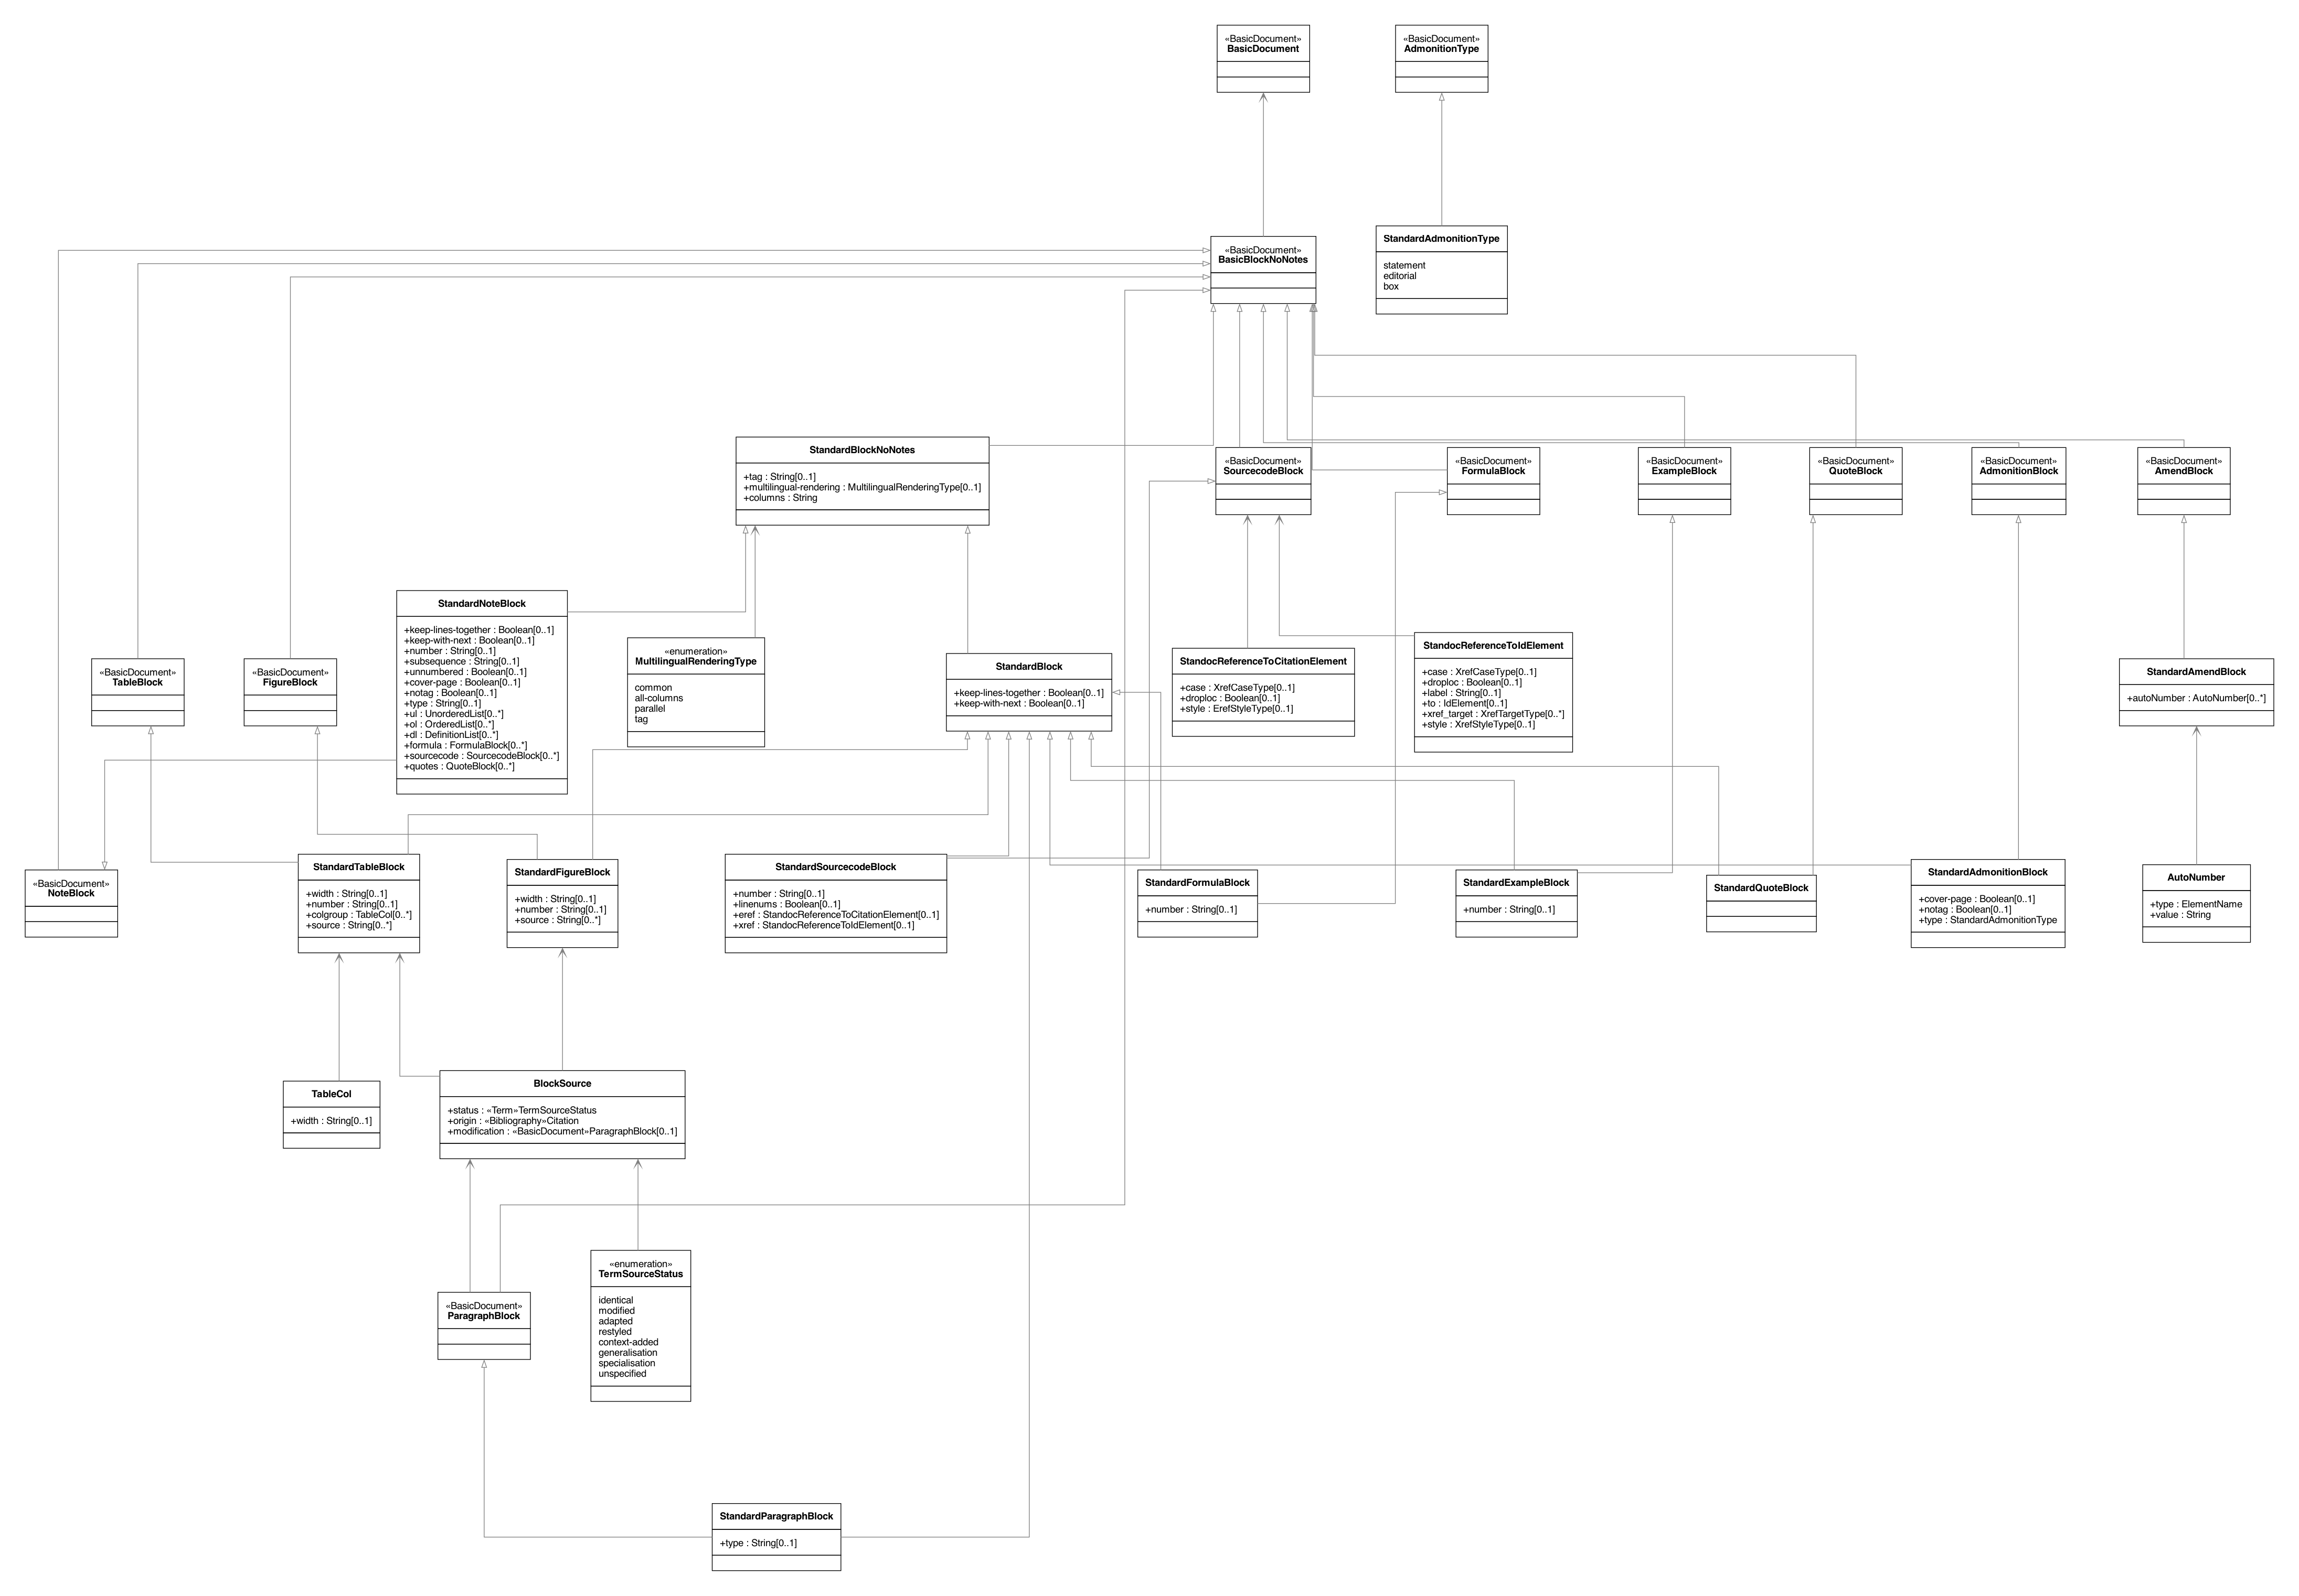 «BasicDocument»
BasicDocument
«BasicDocument»
AdmonitionType
«BasicDocument»
BasicBlockNoNotes
StandardAdmonitionType
statement
editorial
box
StandardBlockNoNotes
+tag : String[0..1]
+multilingual-rendering : MultilingualRenderingType[0..1]
+columns : String
«BasicDocument»
SourcecodeBlock
«BasicDocument»
FormulaBlock
«BasicDocument»
ExampleBlock
«BasicDocument»
QuoteBlock
«BasicDocument»
AdmonitionBlock
«BasicDocument»
AmendBlock
StandardNoteBlock
+keep-lines-together : Boolean[0..1]
+keep-with-next : Boolean[0..1]
+number : String[0..1]
+subsequence : String[0..1]
+unnumbered : Boolean[0..1]
+cover-page : Boolean[0..1]
+notag : Boolean[0..1]
+type : String[0..1]
+ul : UnorderedList[0..*]
+ol : OrderedList[0..*]
+dl : DefinitionList[0..*]
+formula : FormulaBlock[0..*]
+sourcecode : SourcecodeBlock[0..*]
+quotes : QuoteBlock[0..*]
«BasicDocument»
TableBlock
«BasicDocument»
FigureBlock
«enumeration»
MultilingualRenderingType
common
all-columns
parallel
tag
StandardBlock
+keep-lines-together : Boolean[0..1]
+keep-with-next : Boolean[0..1]
StandocReferenceToCitationElement
+case : XrefCaseType[0..1]
+droploc : Boolean[0..1]
+style : ErefStyleType[0..1]
StandocReferenceToIdElement
+case : XrefCaseType[0..1]
+droploc : Boolean[0..1]
+label : String[0..1]
+to : IdElement[0..1]
+xref_target : XrefTargetType[0..*]
+style : XrefStyleType[0..1]
StandardAmendBlock
+autoNumber : AutoNumber[0..*]
«BasicDocument»
NoteBlock
StandardTableBlock
+width : String[0..1]
+number : String[0..1]
+colgroup : TableCol[0..*]
+source : String[0..*]
StandardFigureBlock
+width : String[0..1]
+number : String[0..1]
+source : String[0..*]
StandardSourcecodeBlock
+number : String[0..1]
+linenums : Boolean[0..1]
+eref : StandocReferenceToCitationElement[0..1]
+xref : StandocReferenceToIdElement[0..1]
StandardFormulaBlock
+number : String[0..1]
StandardExampleBlock
+number : String[0..1]
StandardQuoteBlock
StandardAdmonitionBlock
+cover-page : Boolean[0..1]
+notag : Boolean[0..1]
+type : StandardAdmonitionType
AutoNumber
+type : ElementName
+value : String
TableCol
+width : String[0..1]
BlockSource
+status : «Term»TermSourceStatus
+origin : «Bibliography»Citation
+modification : «BasicDocument»ParagraphBlock[0..1]
«BasicDocument»
ParagraphBlock
«enumeration»
TermSourceStatus
identical
modified
adapted
restyled
context-added
generalisation
specialisation
unspecified
StandardParagraphBlock
+type : String[0..1]